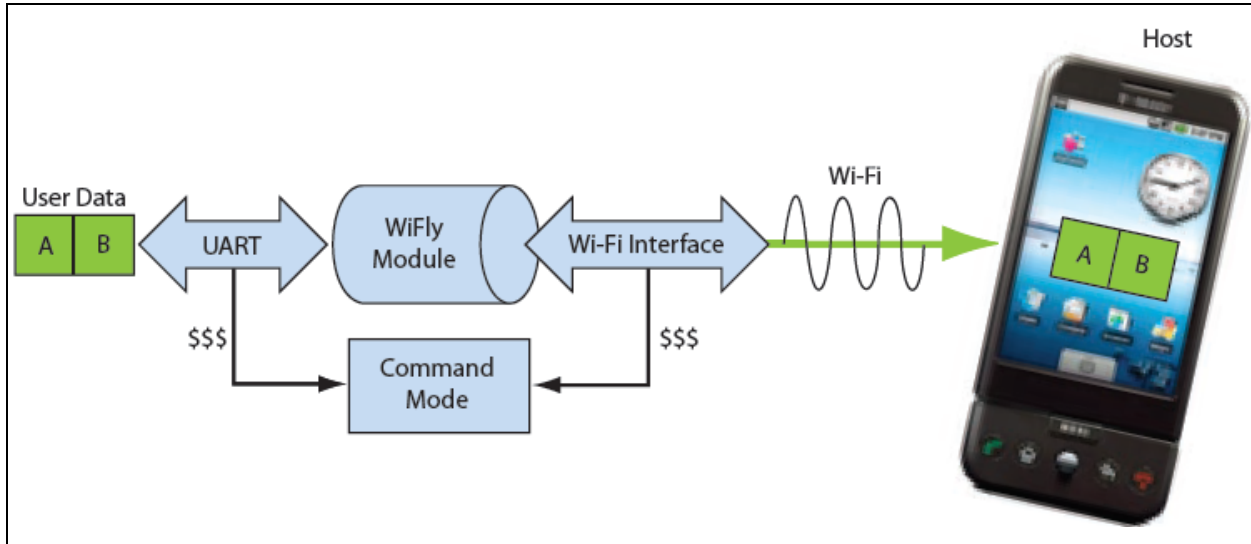 Host
Wi-Fi
User Data
A
B
UART
WiFly
Module
Wi-Fi Interface
A
B
$$$
$$$
Command
Mode